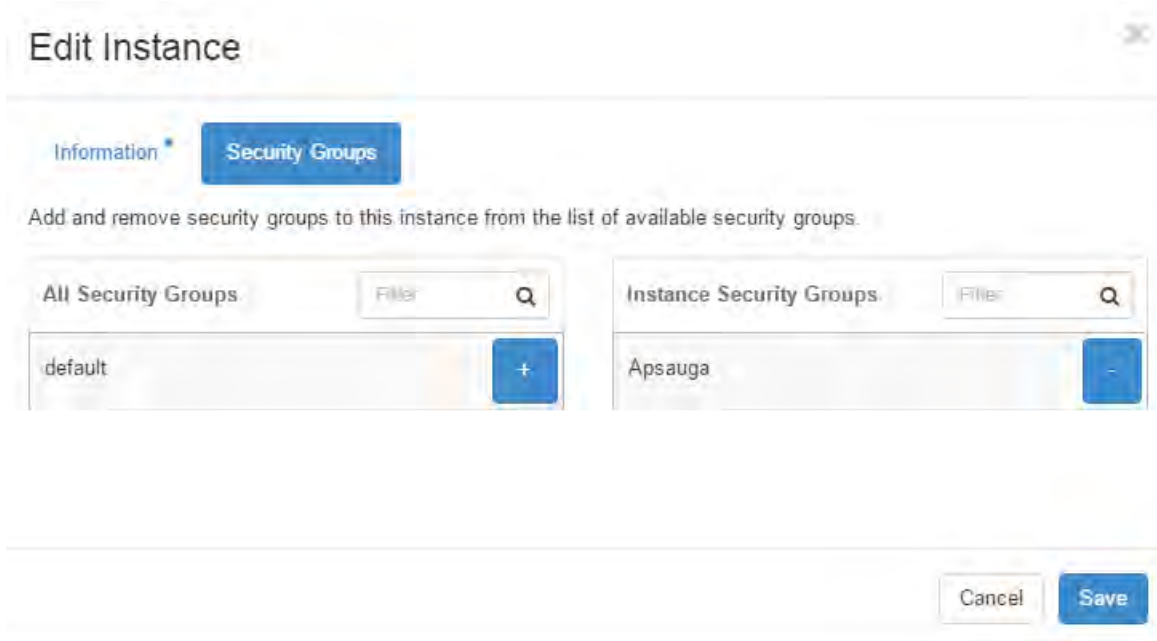 Edit Instance
Information *
Security Groups
Add and remove security groups to this instance from the list of available security groups.
All Security Groups
Filter
Instance Security Groups
Filter
default
+
Apsauga
-
Cancel
Save